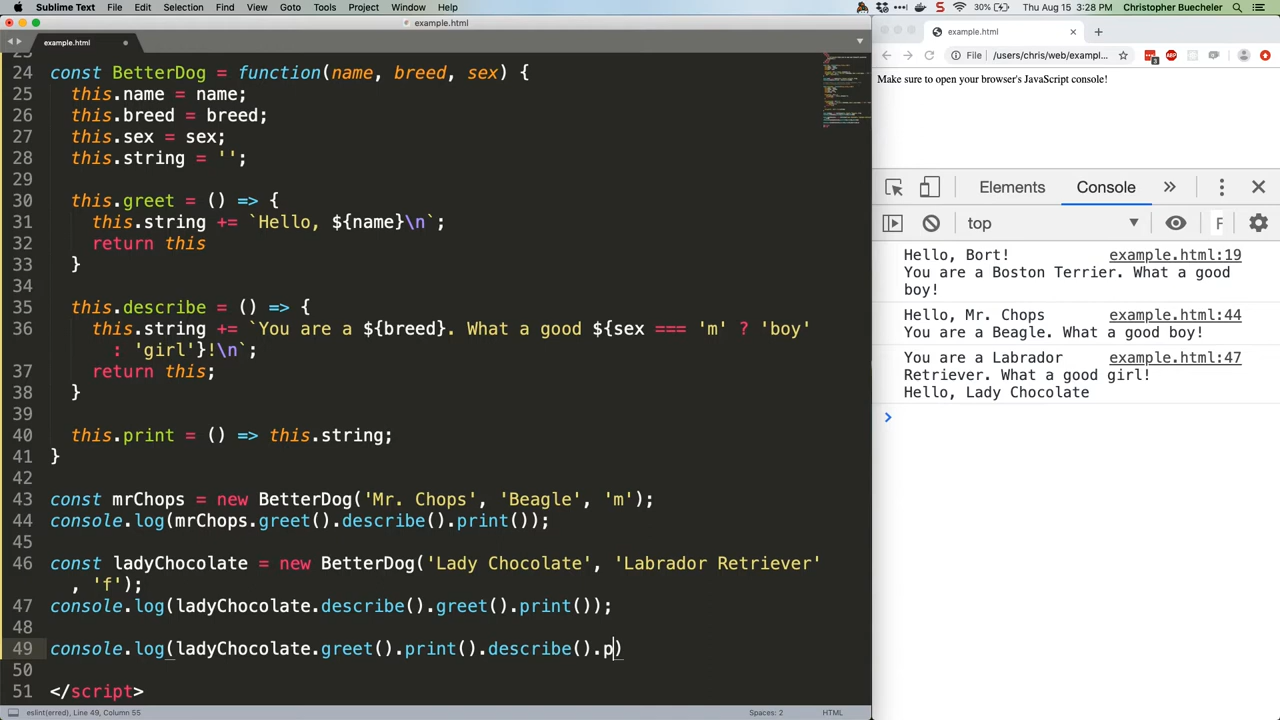 Sublime Text File Edit Selection Find View Goto Tools Project Window Help
30% Thu Aug 15 3:28 PM Christopher Buecheler
example.html
example.html
24 const BetterDog = function(name, breed, sex) {
25 this.name = name;
26 this.breed = breed;
27 this.sex = sex;
28 this.string = '';
29
30 this.greet = () => {
31 this.string += `Hello, ${name}\n`;
32 return this
33 }
34
35 this.describe = () => {
36 this.string += `You are a ${breed}. What a good ${sex === 'm' ? 'boy'
: 'girl'}!\n`;
37 return this;
38 }
39
40 this.print = () => this.string;
41 }
42
43 const mrChops = new BetterDog('Mr. Chops', 'Beagle', 'm');
44 console.log(mrChops.greet().describe().print());
45
46 const ladyChocolate = new BetterDog('Lady Chocolate', 'Labrador Retriever'
, 'f');
47 console.log(ladyChocolate.describe().greet().print());
48
49 console.log(ladyChocolate.greet().print().describe().p)
50
51 </script>
eslint(erred), Line 49, Column 55
Spaces: 2 HTML
example.html
File /users/chris/web/exampl...
Make sure to open your browser's JavaScript console!
Elements Console »
top
Hello, Bort! example.html:19
You are a Boston Terrier. What a good
boy!
Hello, Mr. Chops example.html:44
You are a Beagle. What a good boy!
You are a Labrador example.html:47
Retriever. What a good girl!
Hello, Lady Chocolate
>